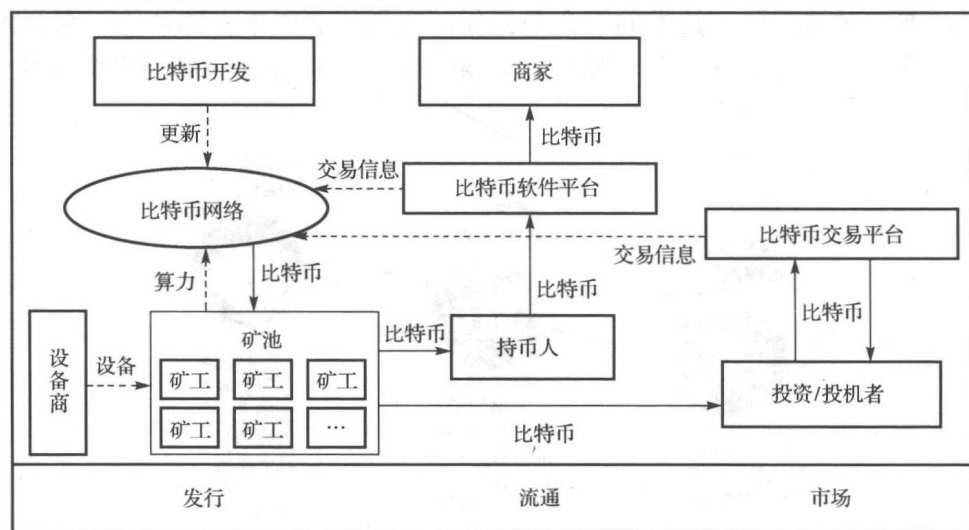 比特币开发
商家
更新
比特币
交易信息
比特币软件平台
比特币网络
比特币交易平台
交易信息
算力
比特币
比特币
比特币
设备商
设备
矿池
比特币
持币人
矿工
矿工
矿工
投资/投机者
矿工
矿工
…
比特币
发行
流通
市场